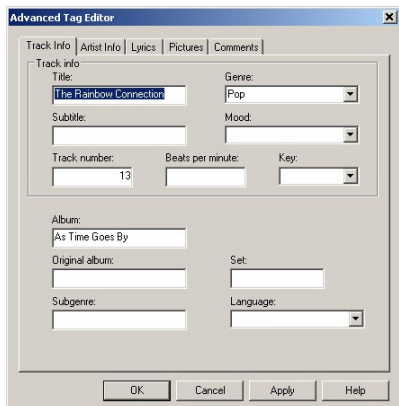 Advanced Tag Editor
Track Info Artist Info Lyrics Pictures Comments
Track info
Title: Genre:
The Rainbow Connection Pop
Subtitle: Mood:
Track number: Beats per minute: Key:
13
Album:
As Time Goes By
Original album: Set:
Subgenre: Language:
OK Cancel Apply Help